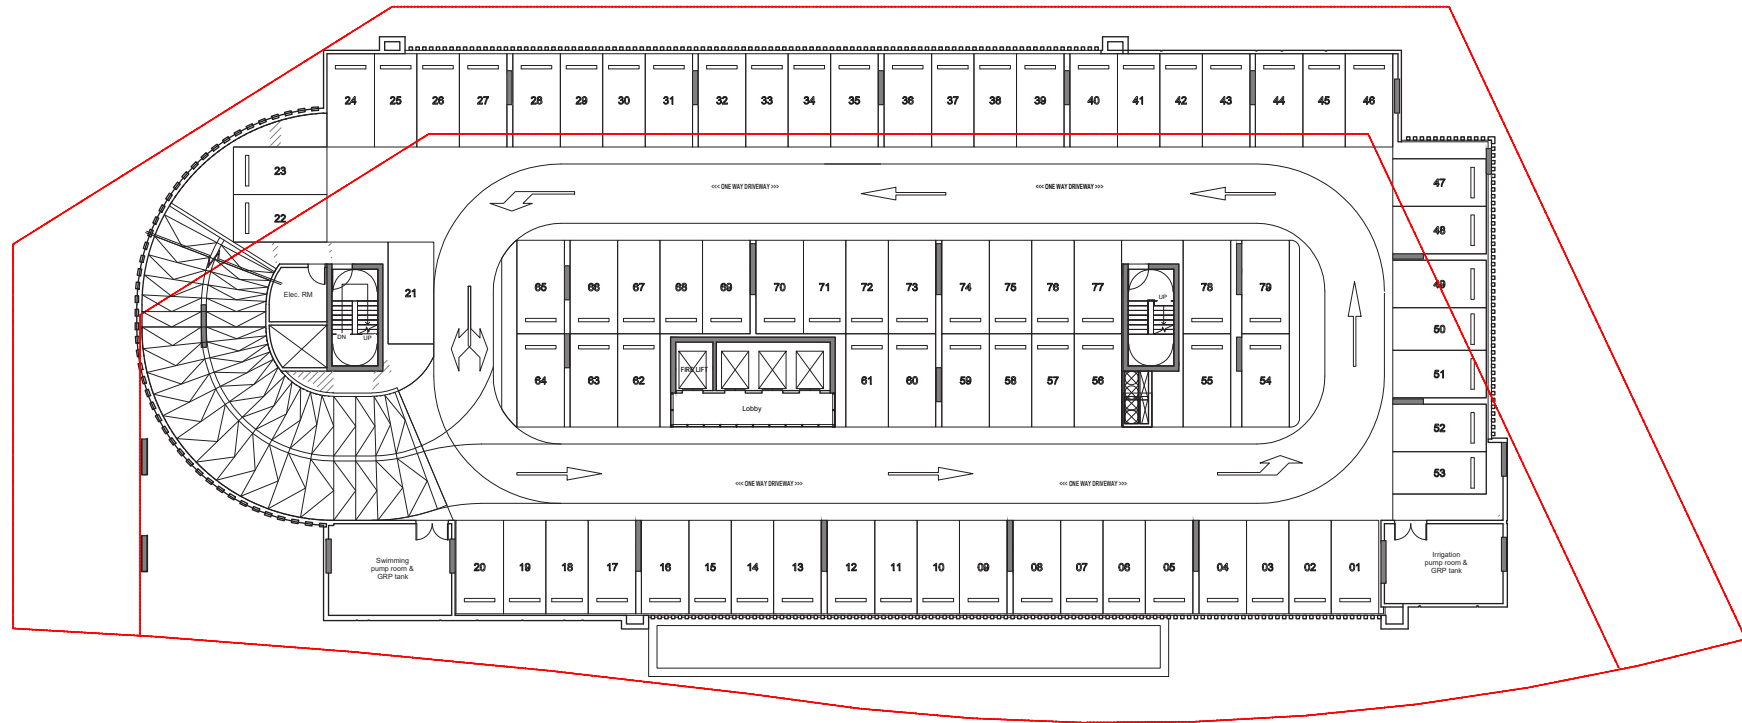 24 25 26 27 28 29 30 31 32 33 34 35 36 37 38 39 40 41 42 43 44 45 46
23
<<< ONE WAY DRIVEWAY >>> <<< ONE WAY DRIVEWAY >>>
47
22
48
65 66 67 68 69 70 71 72 73 74 75 76 77 78 79
49
Elec. RM
21
UP
50
DN UP
51
64 63 62 61 60 59 58 57 56 55 54
FIRE LIFT
Lobby
52
53
<<< ONE WAY DRIVEWAY >>> <<< ONE WAY DRIVEWAY >>>
20 19 18 17 16 15 14 13 12 11 10 09 08 07 06 05 04 03 02 01
Swimming
pump room &
GRP tank
Irrigation
pump room &
GRP tank